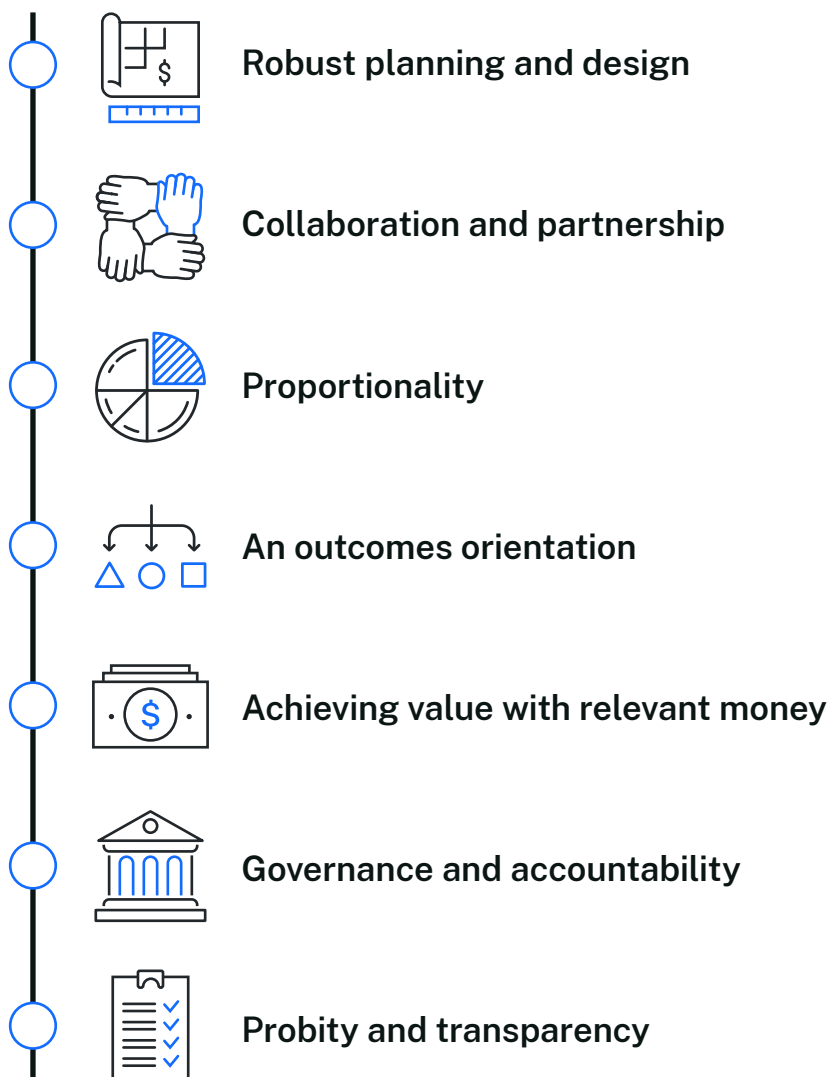 $
Robust planning and design
Collaboration and partnership
Proportionality
An outcomes orientation
$
Achieving value with relevant money
Governance and accountability
Probity and transparency